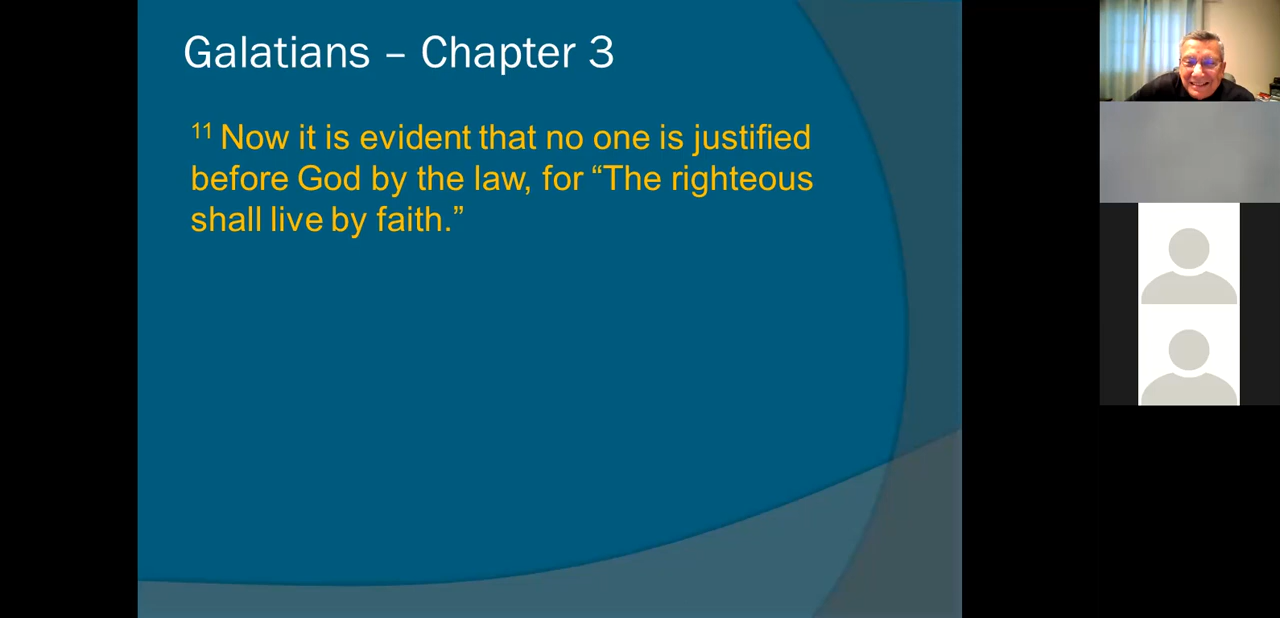 Galatians – Chapter 3
11 Now it is evident that no one is justified
before God by the law, for “The righteous
shall live by faith.”